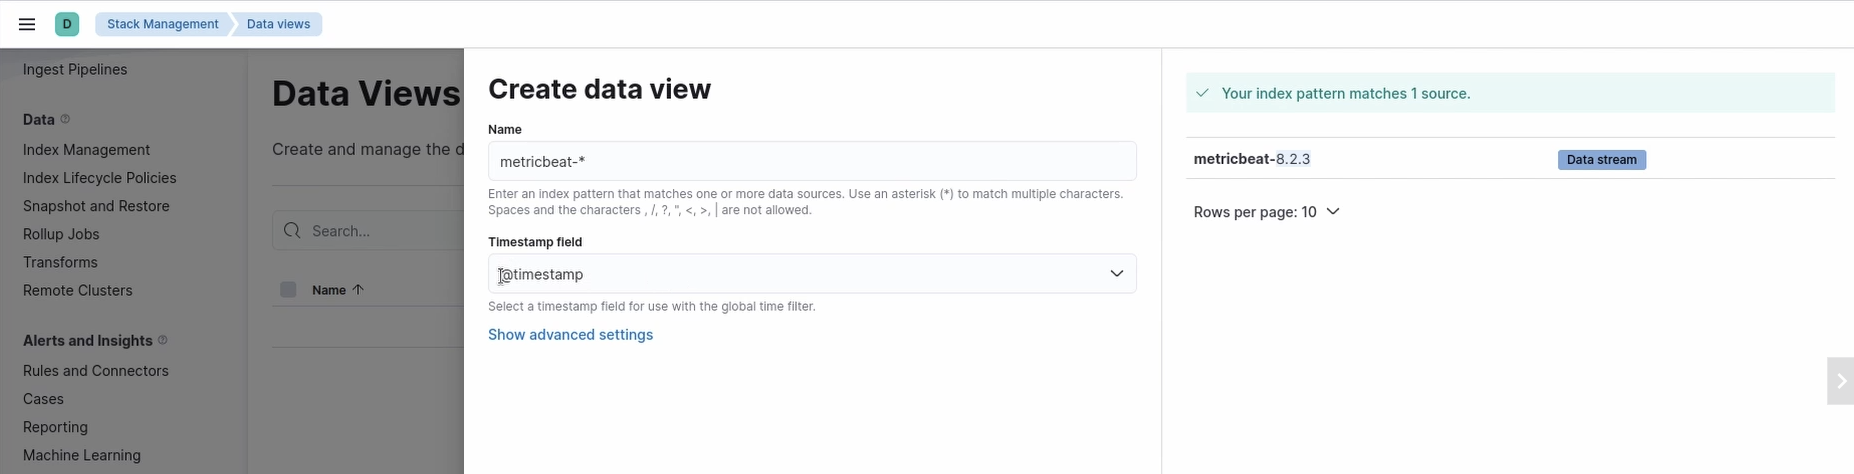 D
Stack Management
Data views
Ingest Pipelines
Data
Index Management
Index Lifecycle Policies
Snapshot and Restore
Rollup Jobs
Transforms
Remote Clusters
Alerts and Insights
Rules and Connectors
Cases
Reporting
Machine Learning
Data Views
Create and manage the d
Search...
Name
Create data view
Name
metricbeat-*
Enter an index pattern that matches one or more data sources. Use an asterisk (*) to match multiple characters.
Spaces and the characters , /, ?, ", <, >, | are not allowed.
Timestamp field
@timestamp
Select a timestamp field for use with the global time filter.
Show advanced settings
Your index pattern matches 1 source.
metricbeat-8.2.3
Data stream
Rows per page: 10